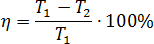 η = (T₁ − T₂) / T₁ · 100%